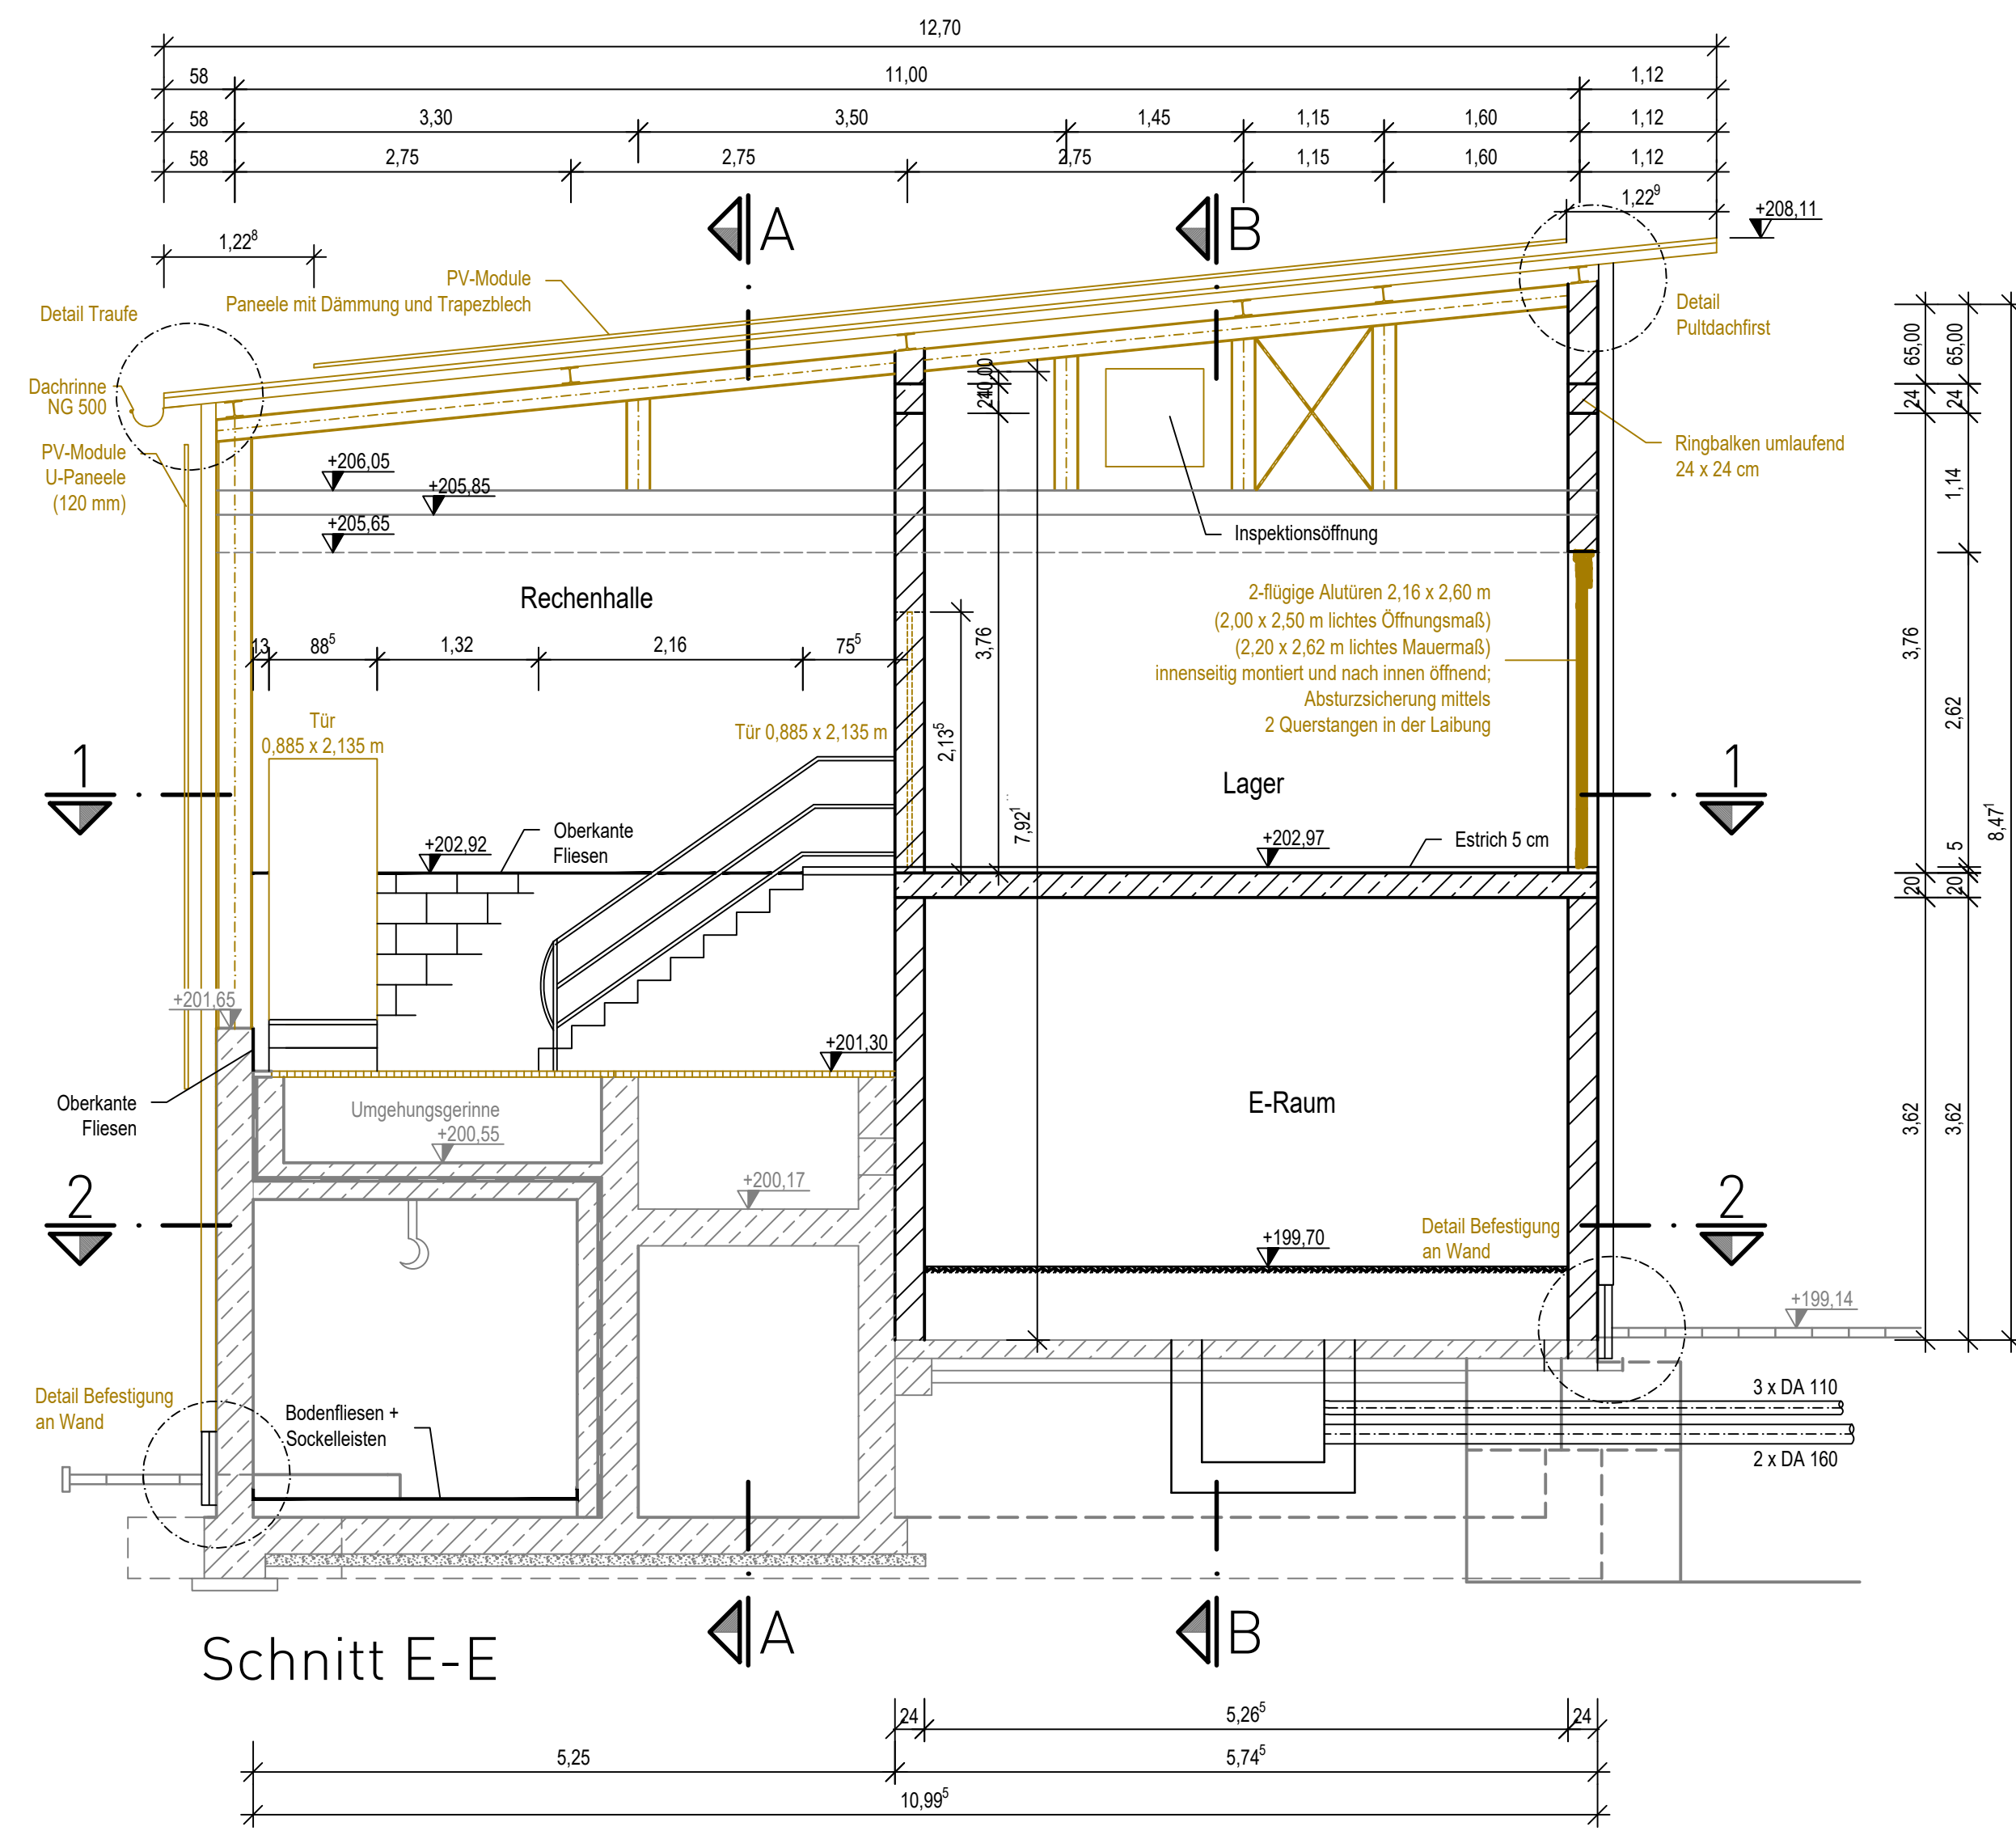 12,70
58 11,00 1,12
58 3,30 3,50 1,45 1,15 1,60 1,12
58 2,75 2,75 2,75 1,15 1,60 1,12
1,22⁹
+208,11
A B
1,22⁸
PV-Module
Paneele mit Dämmung und Trapezblech
Detail Traufe
Detail
Pultdachfirst
Dachrinne
NG 500
PV-Module
U-Paneele
(120 mm)
Ringbalken umlaufend
24 x 24 cm
+206,05
+205,85
+205,65
Inspektionsöffnung
Rechenhalle
2-flügige Alutüren 2,16 x 2,60 m
(2,00 x 2,50 m lichtes Öffnungsmaß)
(2,20 x 2,62 m lichtes Mauermaß)
innenseitig montiert und nach innen öffnend;
Absturzsicherung mittels
2 Querstangen in der Laibung
13 88⁵ 1,32 2,16 75⁵
Tür
0,885 x 2,135 m
Tür 0,885 x 2,135 m
2,13⁵
3,76
7,92¹
24
1 1
Lager
Oberkante
Fliesen
+202,92
+202,97
Estrich 5 cm
65,00 65,00
24 24
1,14
3,76
2,62
5
20 20
3,62 3,62
8,47¹
+201,65
+201,30
Oberkante
Fliesen
Umgehungsgerinne
+200,55
E-Raum
+200,17
2 2
+199,70
Detail Befestigung
an Wand
+199,14
Detail Befestigung
an Wand
Bodenfliesen +
Sockelleisten
3 x DA 110
2 x DA 160
A B
Schnitt E-E
24 5,26⁵ 24
5,25 5,74⁵
10,99⁵